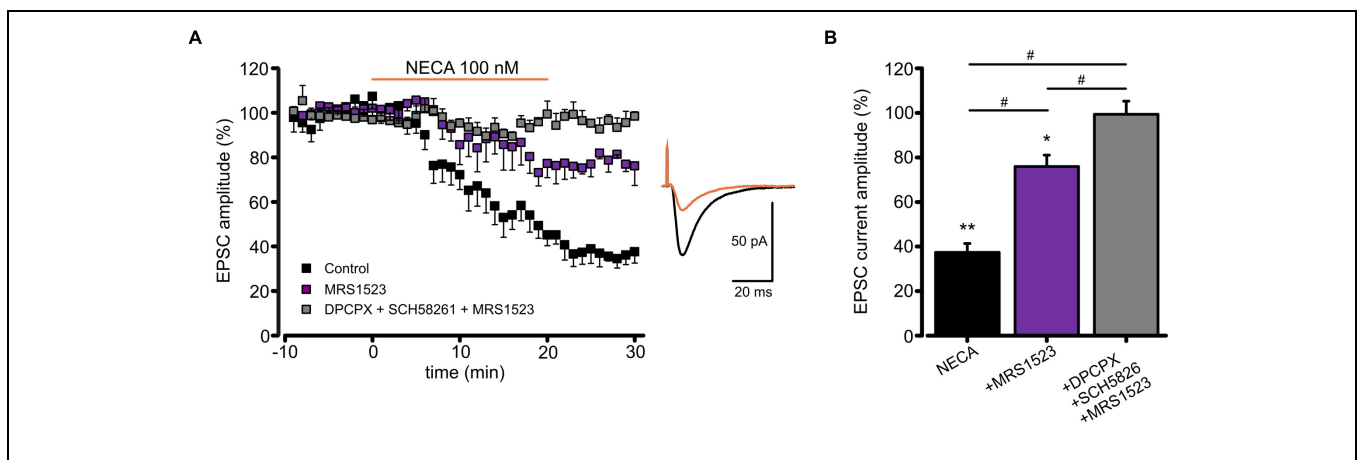 A
NECA 100 nM
EPSC amplitude (%)
120
100
80
60
40
20
0
-10
0
10
20
30
time (min)
Control
MRS1523
DPCPX + SCH58261 + MRS1523
50 pA
20 ms
B
EPSC current amplitude (%)
120
100
80
60
40
20
0
#
#
#
*
**
NECA
+MRS1523
+DPCPX
+SCH5826
+MRS1523